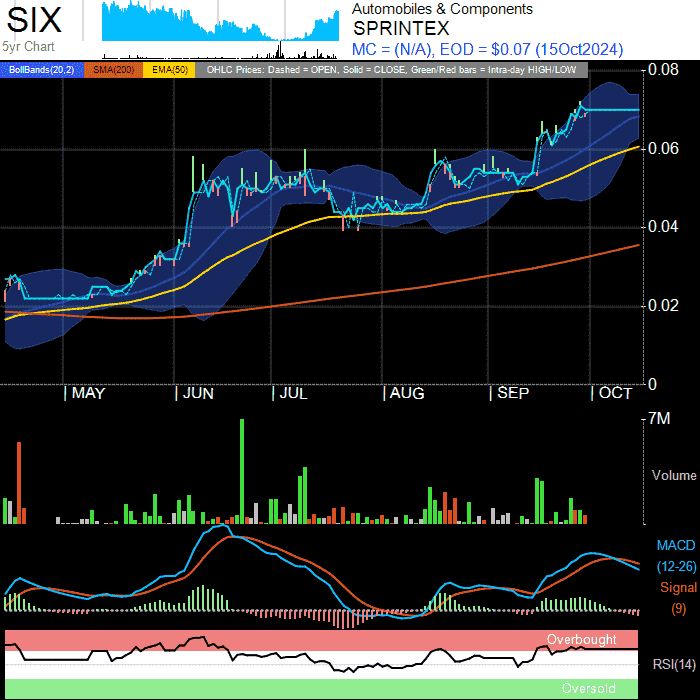 SIX
5yr Chart
Automobiles & Components
SPRINTEX
MC = (N/A), EOD = $0.07 (15Oct2024)
BollBands(20,2) SMA(200) EMA(50) OHLC Prices: Dashed = OPEN, Solid = CLOSE, Green/Red bars = Intra-day HIGH/LOW
0.08
0.06
0.04
0.02
0
MAY JUN JUL AUG SEP OCT
7M
Volume
MACD
(12-26)
Signal
(9)
Overbought
RSI(14)
Oversold